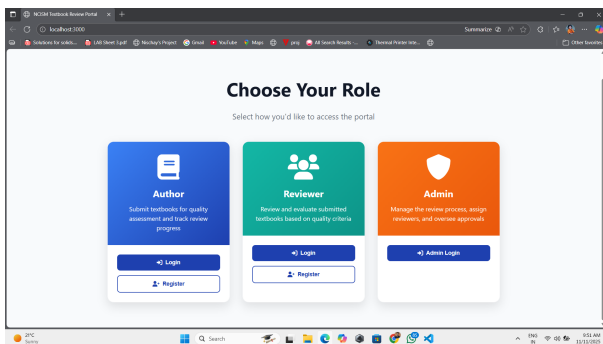 NCISM Textbook Review Portal
localhost:3000
Summarize
Solutions for solids...
LAB Sheet 3.pdf
Nischay's Project
Gmail
YouTube
Maps
proj
All Search Results -...
Thermal Printer Inte...
Other favorites
Choose Your Role
Select how you'd like to access the portal
Author
Submit textbooks for quality
assessment and track review
progress
Login
Register
Reviewer
Review and evaluate submitted
textbooks based on quality criteria
Login
Register
Admin
Manage the review process, assign
reviewers, and oversee approvals
Admin Login
21°C
Sunny
Search
ENG
IN
9:51 AM
11/11/2025